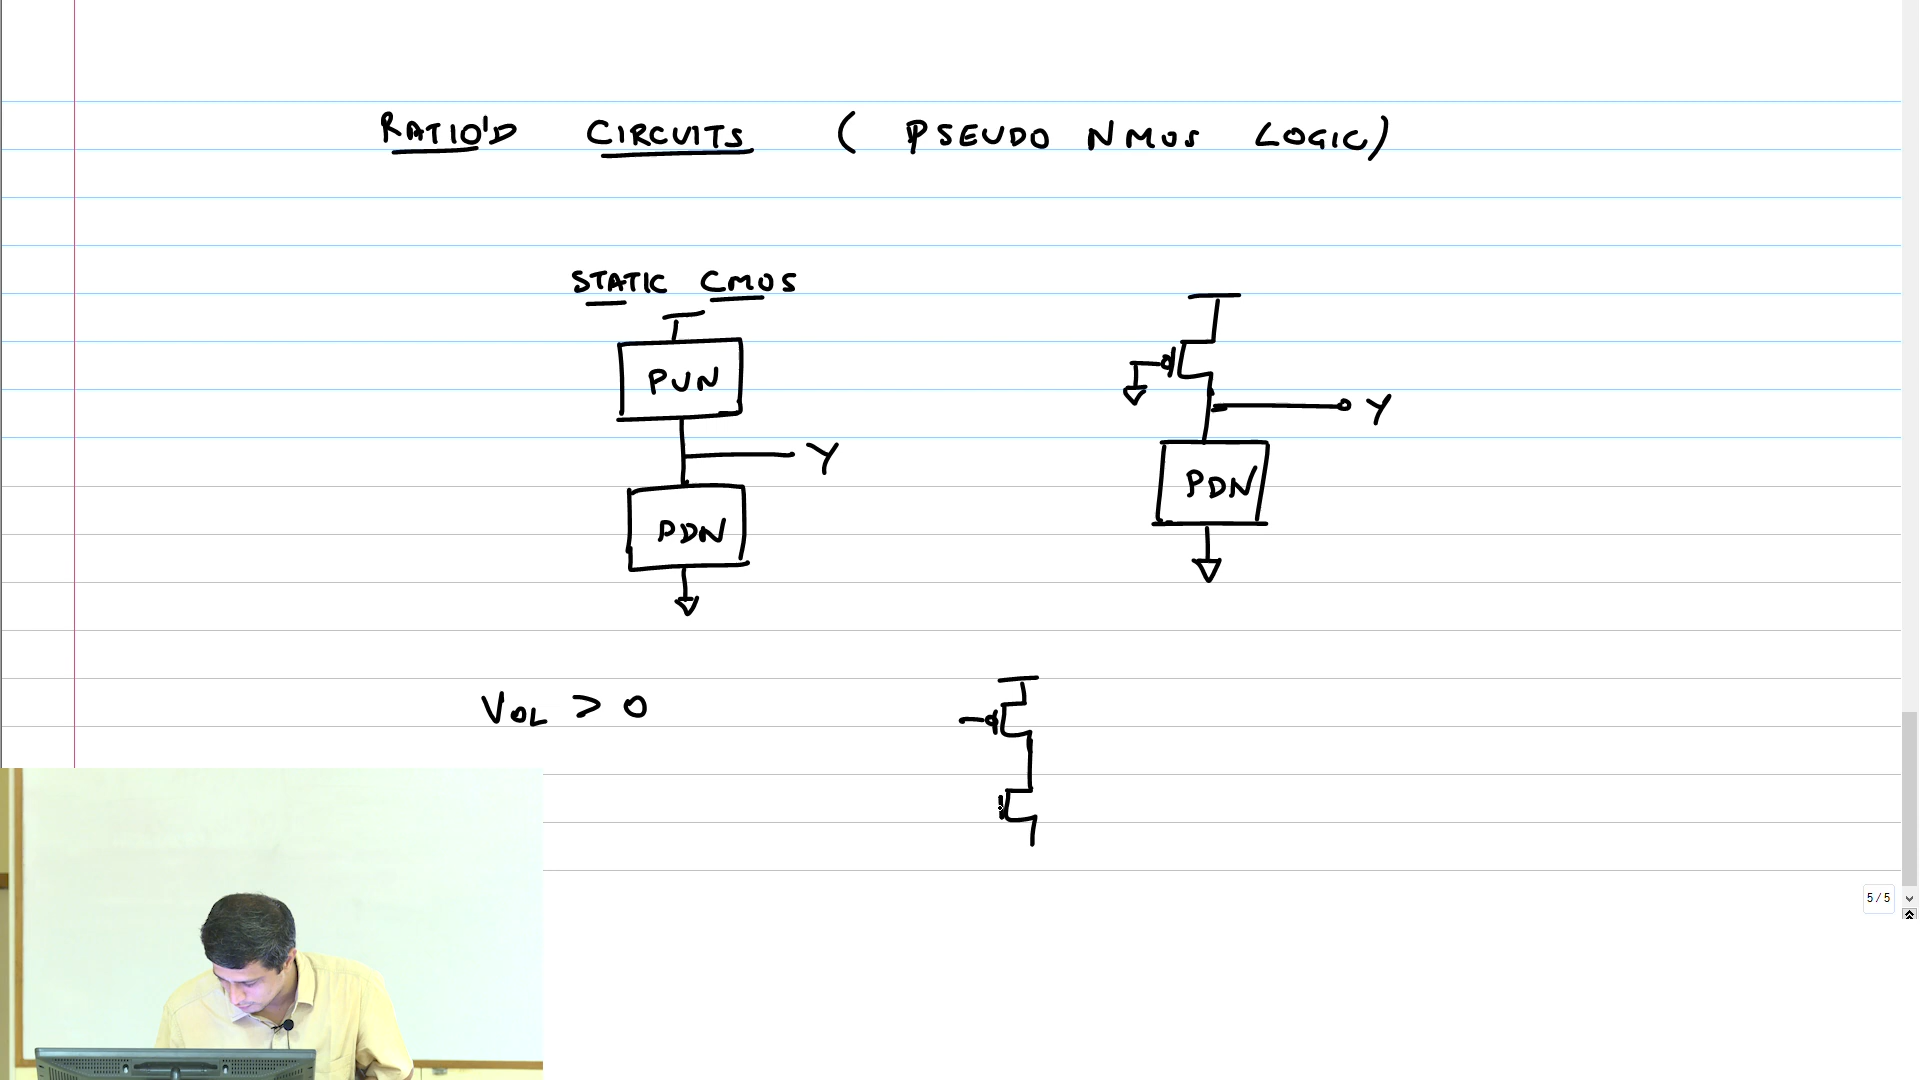 RATIO'D CIRCUITS ( PSEUDO NMOS LOGIC)
STATIC CMOS
PUN
Y
PDN
Y
PDN
VOL > 0
5 / 5